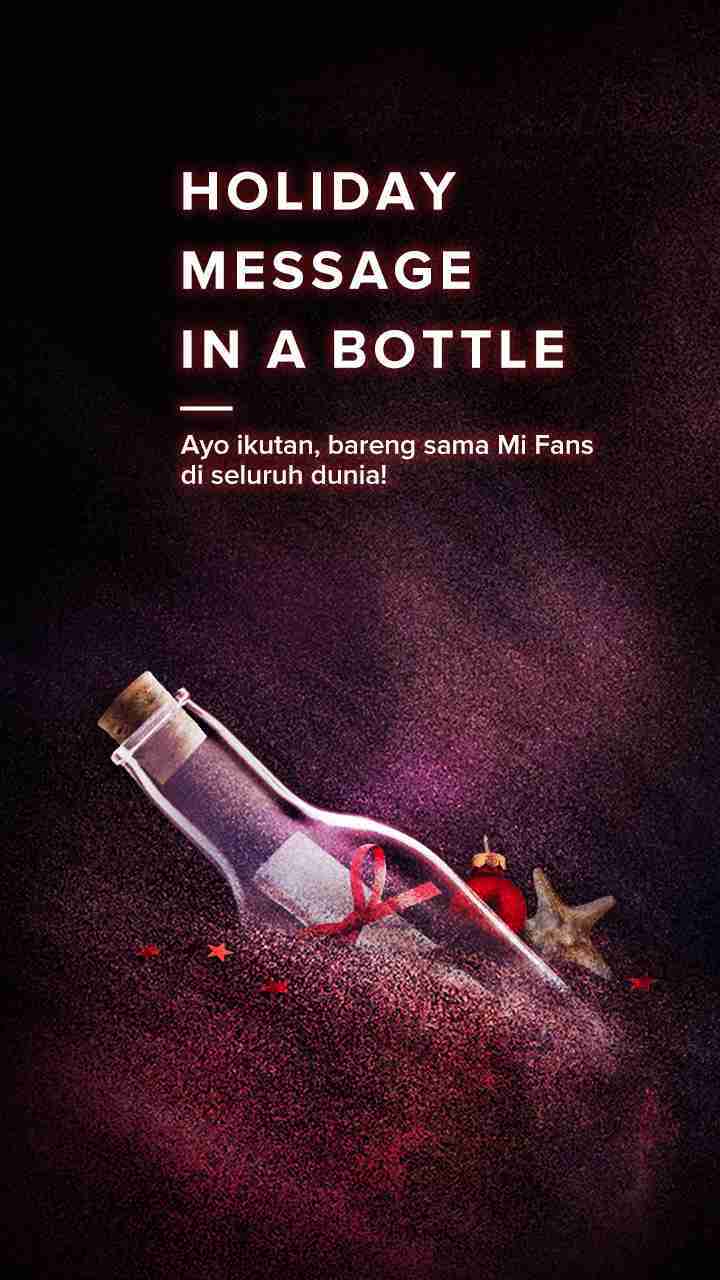 HOLIDAY
MESSAGE
IN A BOTTLE
Ayo ikutan, bareng sama Mi Fans
di seluruh dunia!